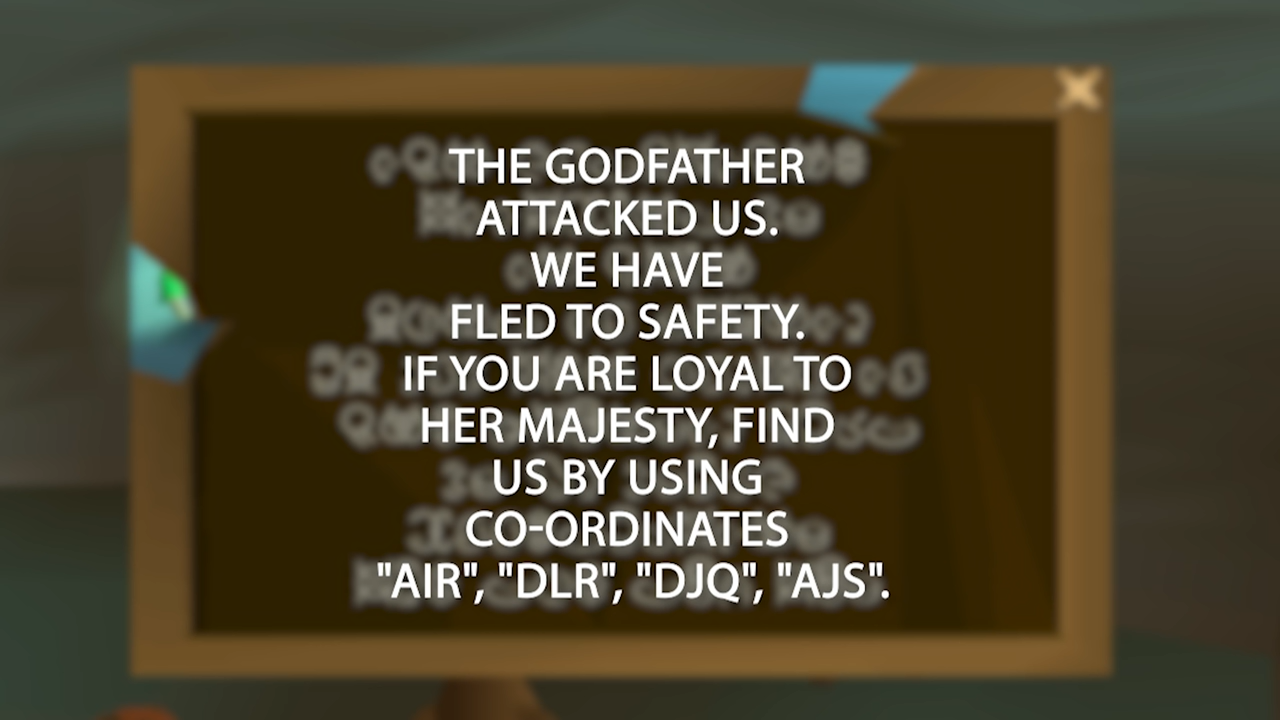 THE GODFATHER
ATTACKED US.
WE HAVE
FLED TO SAFETY.
IF YOU ARE LOYAL TO
HER MAJESTY, FIND
US BY USING
CO-ORDINATES
"AIR", "DLR", "DJQ", "AJS".